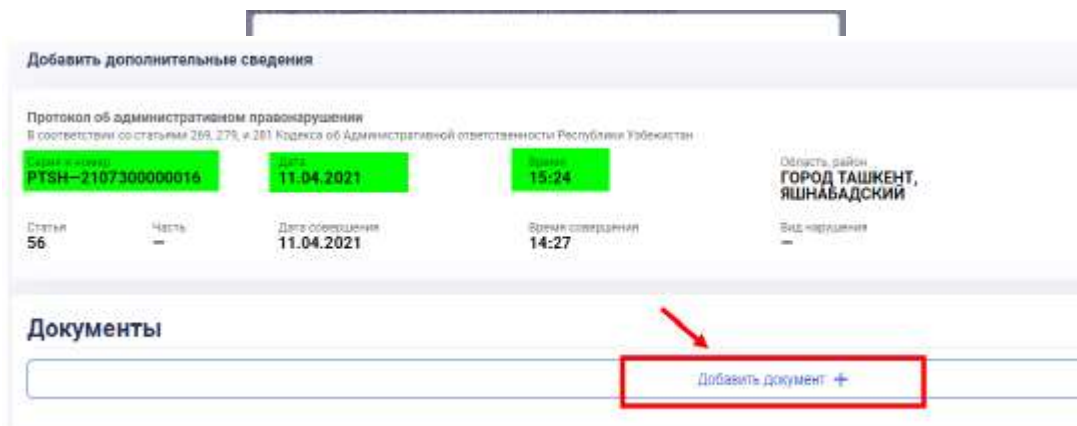 Добавить дополнительные сведения
Протокол об административном правонарушении
В соответствии со статьями 269, 279, и 281 Кодекса об Административной ответственности Республики Узбекистан
Серия и номер Дата Время Область, район
PTSH—2107300000016 11.04.2021 15:24 ГОРОД ТАШКЕНТ,
ЯШНАБАДСКИЙ
Статья Часть Дата совершения Время совершения Вид нарушения
56 — 11.04.2021 14:27 —
Документы
Добавить документ +